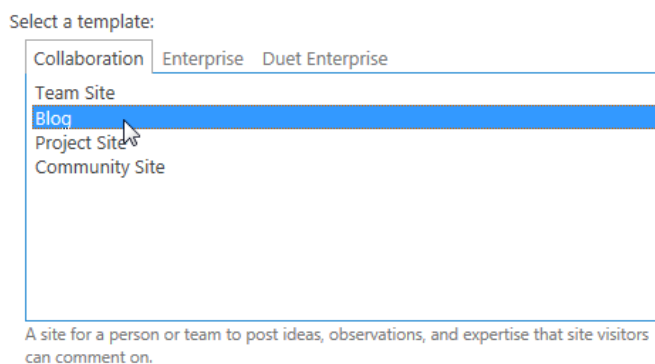 Select a template:
Collaboration Enterprise Duet Enterprise
Team Site
Blog
Project Site
Community Site
A site for a person or team to post ideas, observations, and expertise that site visitors
can comment on.